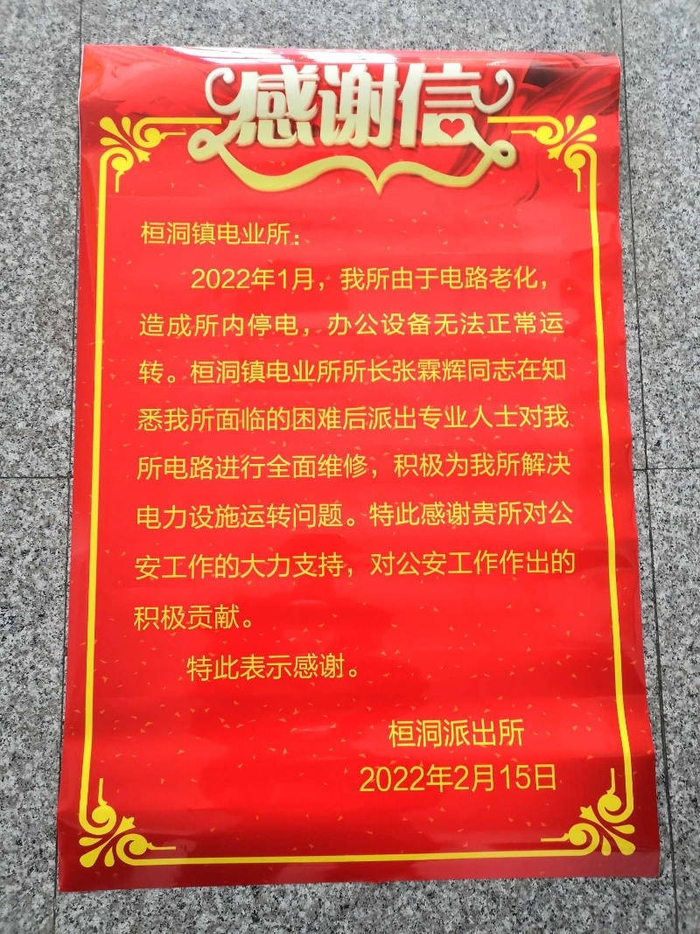 感谢信
桓洞镇电业所：
2022年1月，我所由于电路老化，
造成所内停电，办公设备无法正常运
转。桓洞镇电业所所长张霖辉同志在知
悉我所面临的困难后派出专业人士对我
所电路进行全面维修，积极为我所解决
电力设施运转问题。特此感谢贵所对公
安工作的大力支持，对公安工作作出的
积极贡献。
特此表示感谢。
桓洞派出所
2022年2月15日